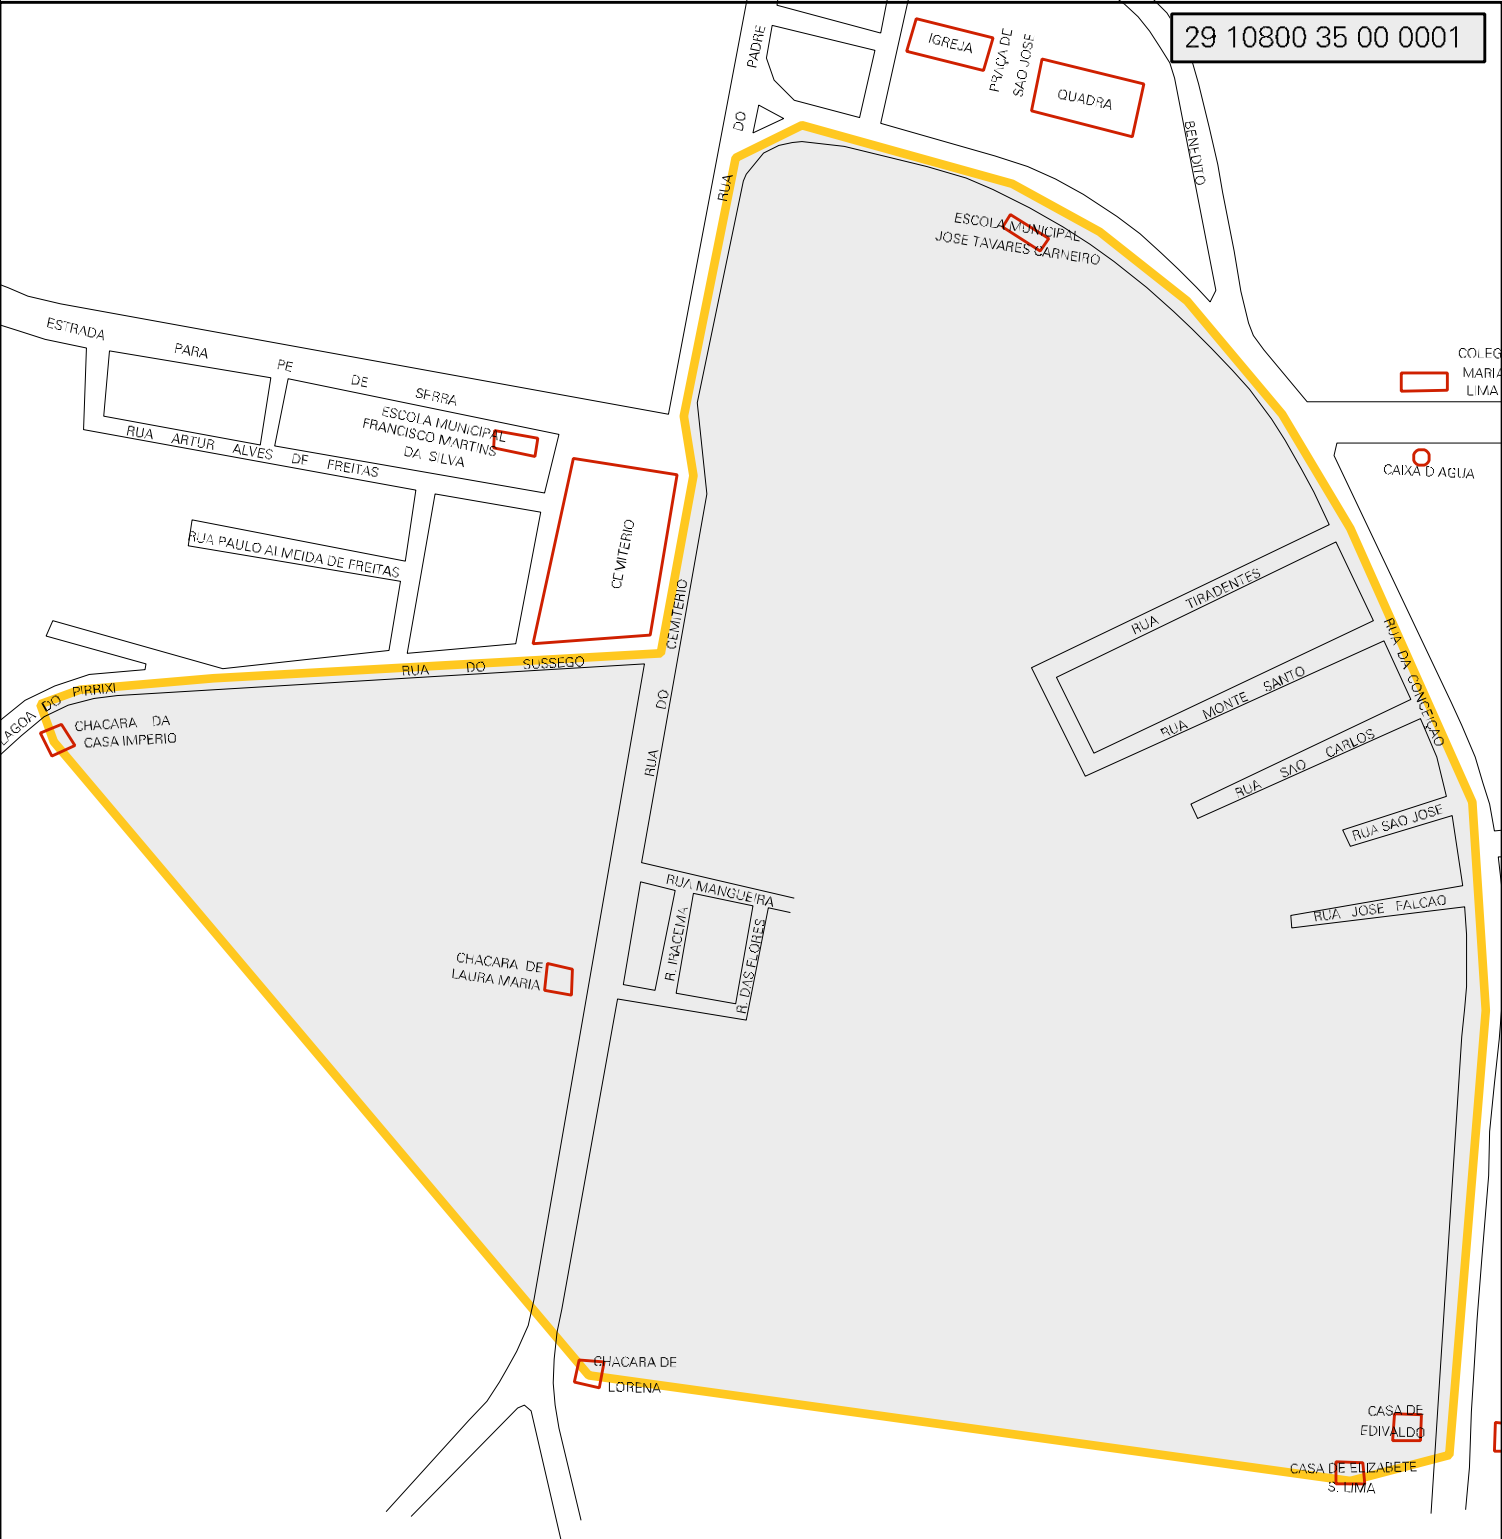 29 10800 35 00 0001
PADRE
DO
RUA
IGREJA
PRAÇA DE
SAO JOSE
QUADRA
BENEDITO
ESCOLA MUNICIPAL
JOSE TAVARES CARNEIRO
ESTRADA PARA PE DE SERRA
COLEG
MARIA
LIMA
ESCOLA MUNICIPAL
FRANCISCO MARTINS
DA SILVA
RUA ARTUR ALVES DE FREITAS
CAIXA D AGUA
RUA PAULO ALMEIDA DE FREITAS
CEMITERIO
RUA TIRADENTES
RUA DO CEMITERIO
RUA DA CONCEIÇAO
RUA DO SUSSEGO
LAGOA DO PIRRIXI
RUA MONTE SANTO
CHACARA DA
CASA IMPERIO
RUA SAO CARLOS
RUA SAO JOSE
RUA MANGUEIRA
RUA JOSE FALCAO
R. IRACEMA
R. DAS FLORES
CHACARA DE
LAURA MARIA
CHACARA DE
LORENA
CASA DE
EDIVALDO
CASA DE ELIZABETE
S. LIMA